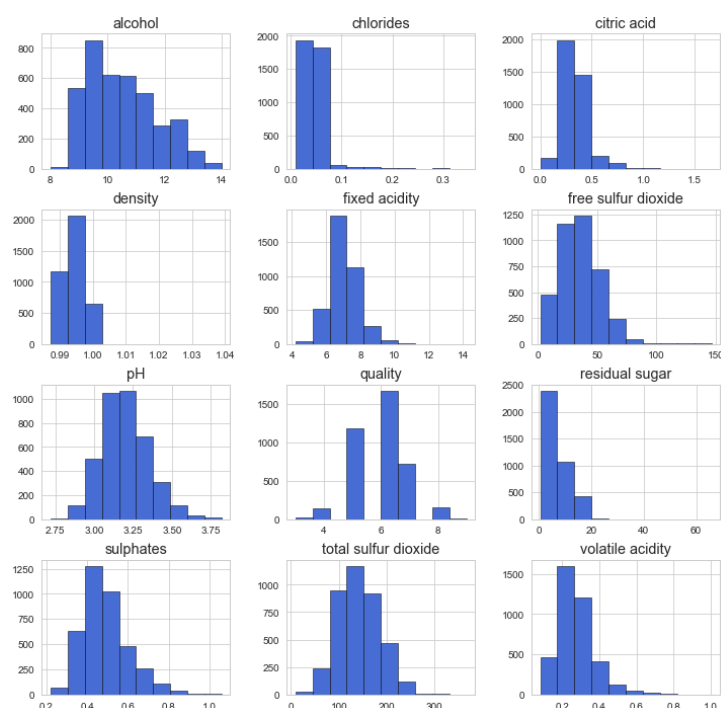 alcohol chlorides citric acid
800 600 400 200 0
8 10 12 14
2000 1500 1000 500 0
0.0 0.1 0.2 0.3
2000 1500 1000 500 0
0.0 0.5 1.0 1.5
density fixed acidity free sulfur dioxide
2000 1500 1000 500 0
0.99 1.00 1.01 1.02 1.03 1.04
1500 1000 500 0
4 6 8 10 12 14
1250 1000 750 500 250 0
0 50 100 150
pH quality residual sugar
1000 800 600 400 200 0
2.75 3.00 3.25 3.50 3.75
1500 1000 500 0
4 6 8
2500 2000 1500 1000 500 0
0 20 40 60
sulphates total sulfur dioxide volatile acidity
1250 1000 750 500 250 0
0.2 0.4 0.6 0.8 1.0
1000 750 500 250 0
0 100 200 300
1500 1000 500 0
0.2 0.4 0.6 0.8 1.0